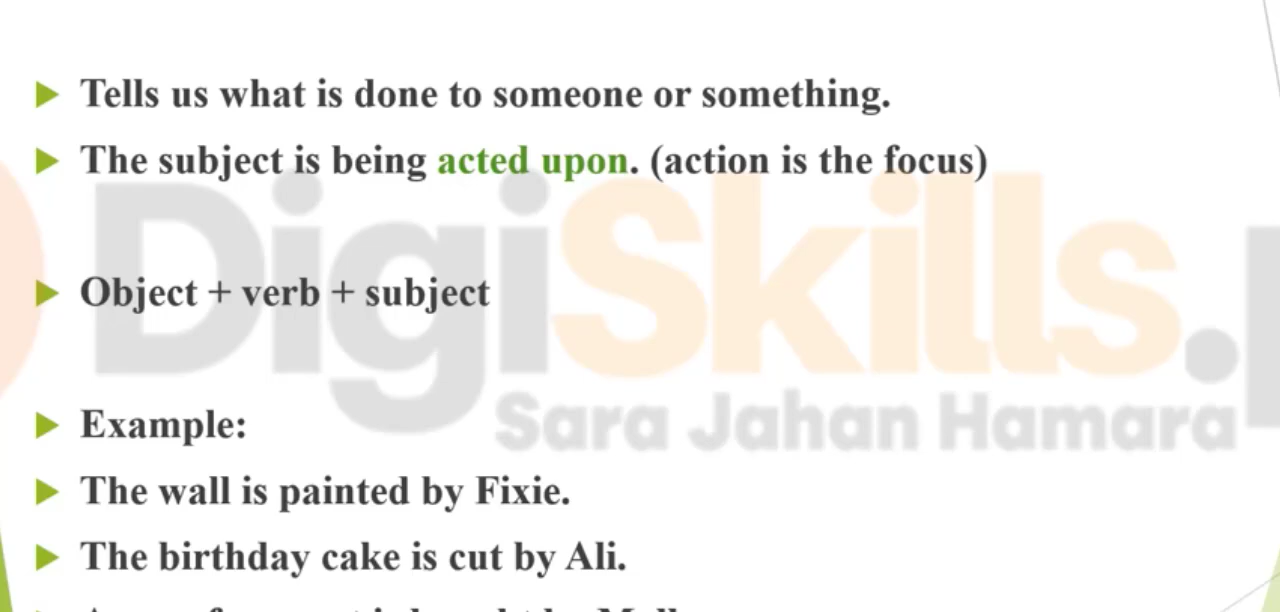 Tells us what is done to someone or something.
The subject is being acted upon. (action is the focus)
DigiSkills.
Object + verb + subject
Sara Jahan Hamara
Example:
The wall is painted by Fixie.
The birthday cake is cut by Ali.